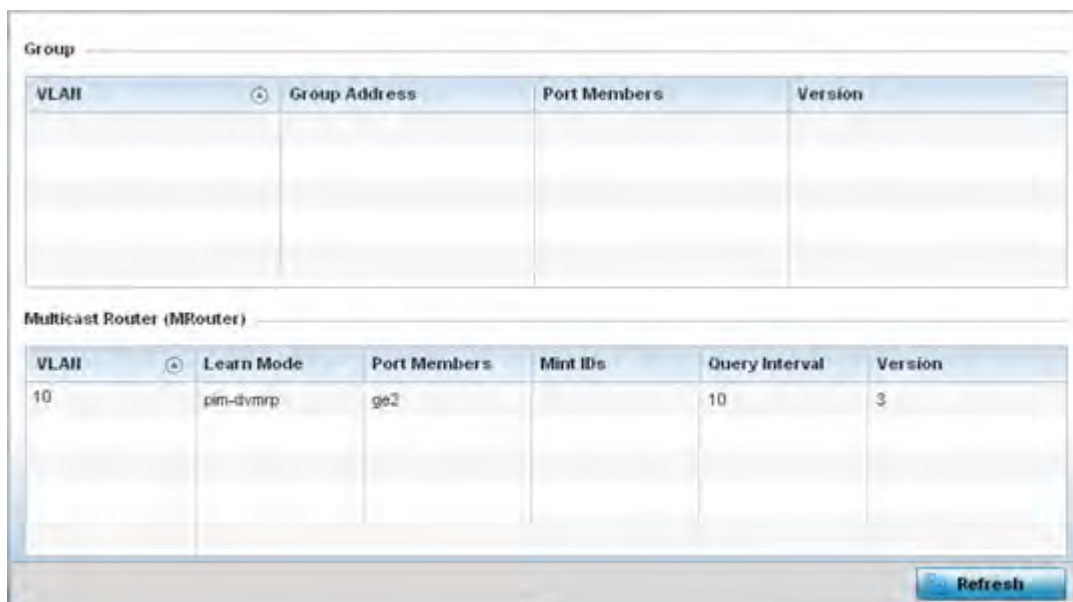 Group
VLAN Group Address Port Members Version
Multicast Router (MRouter)
VLAN Learn Mode Port Members Mint IDs Query Interval Version
10 pim-dvmrp ge2 10 3
Refresh